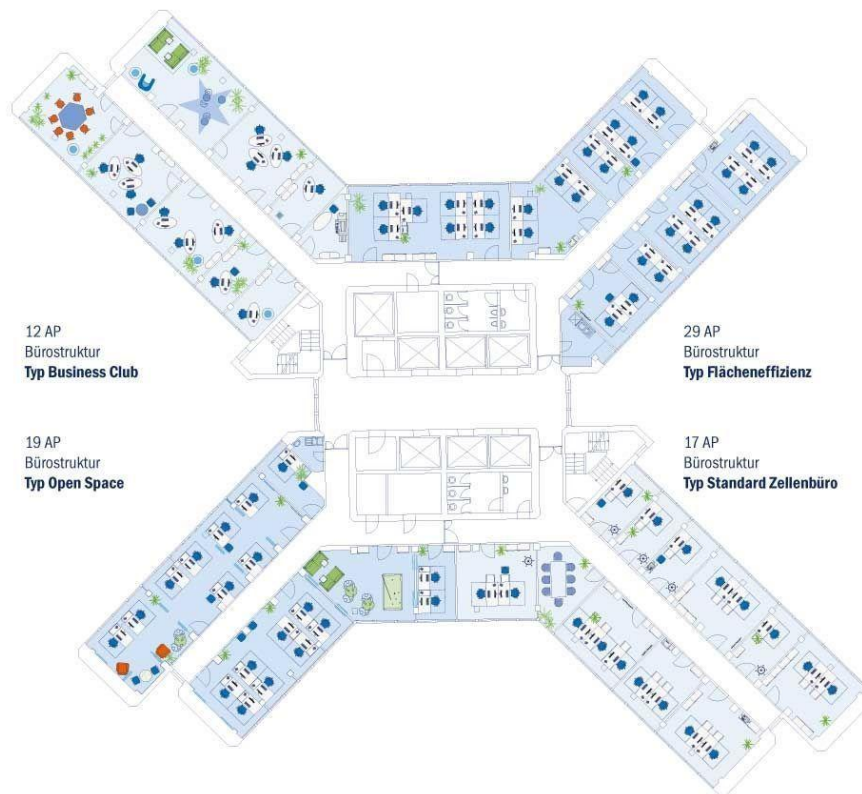 12 AP
Bürostruktur
Typ Business Club
29 AP
Bürostruktur
Typ Flächeneffizienz
19 AP
Bürostruktur
Typ Open Space
17 AP
Bürostruktur
Typ Standard Zellenbüro